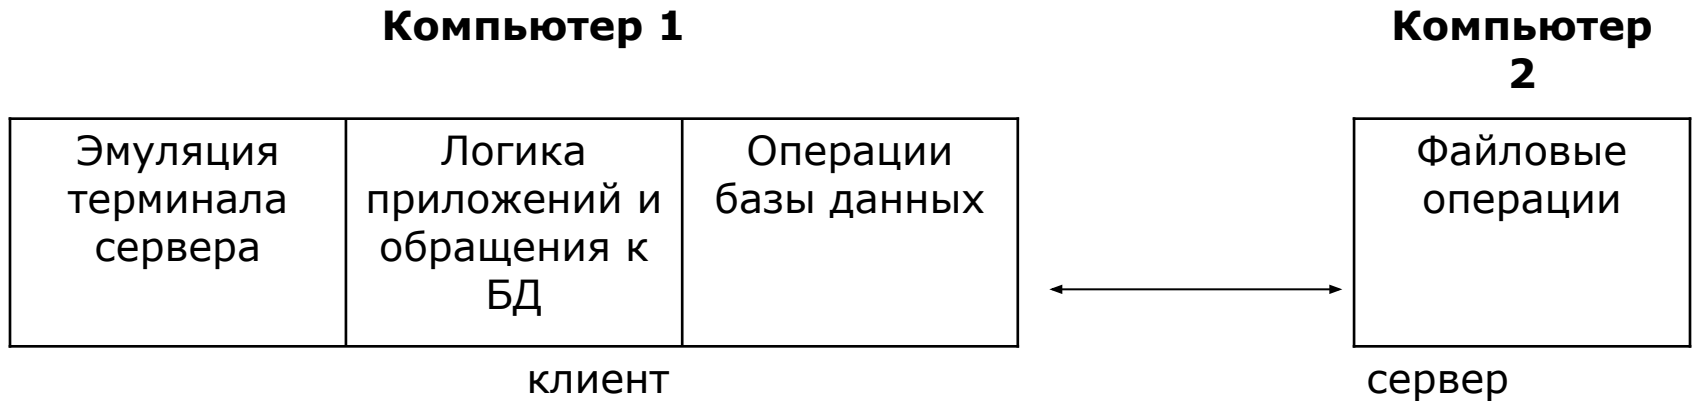 Компьютер 1
Компьютер
2
Эмуляция
терминала
сервера
Логика
приложений и
обращения к
БД
Операции
базы данных
Файловые
операции
клиент
сервер